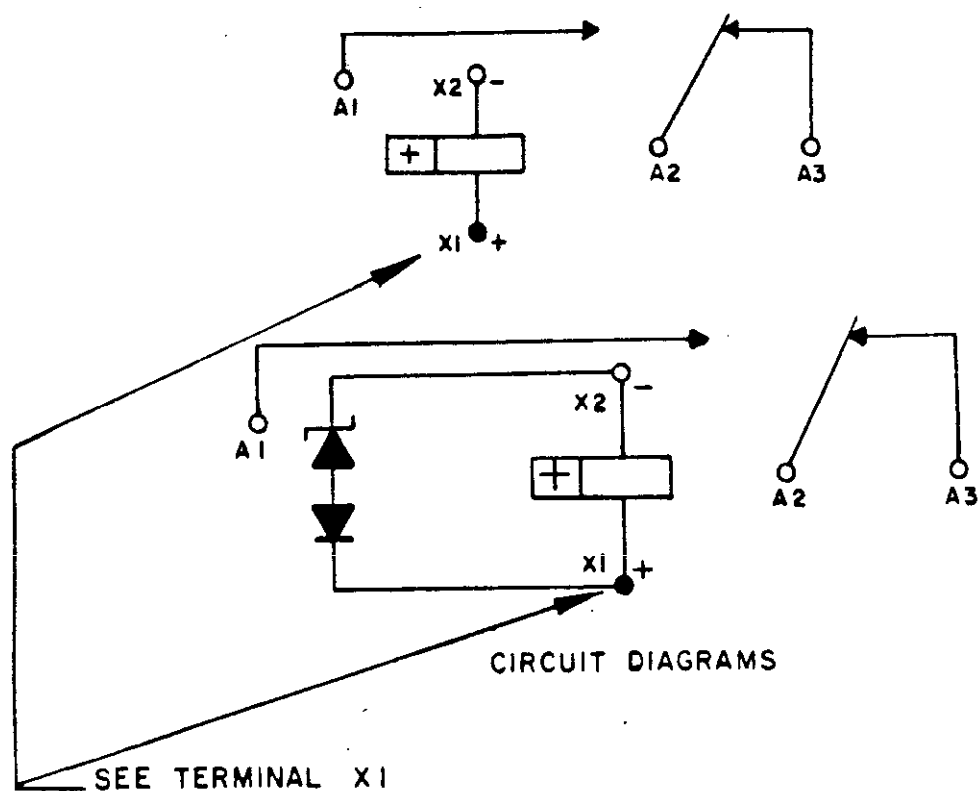 A1
X2 -
+
X1 +
A2
A3
A1
X2 -
+
X1 +
A2
A3
CIRCUIT DIAGRAMS
SEE TERMINAL X1